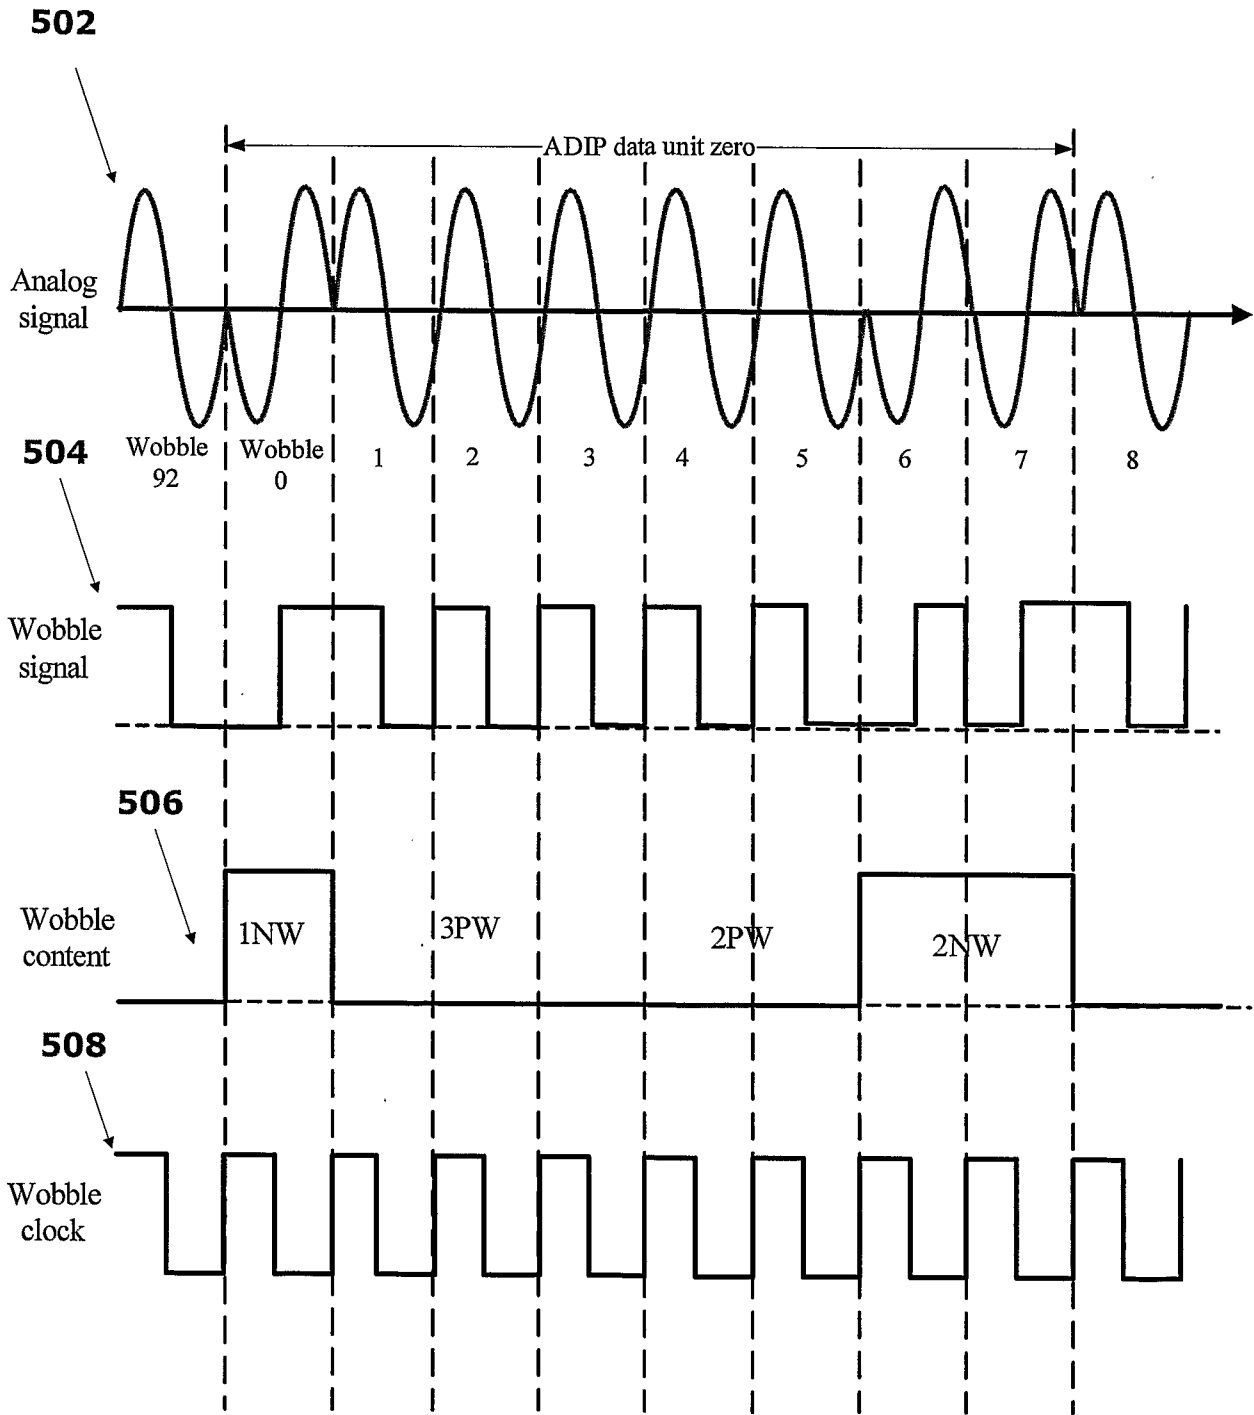 502
ADIP data unit zero
Analog
signal
504
Wobble
92
Wobble
0
1
2
3
4
5
6
7
8
Wobble
signal
506
Wobble
content
1NW
3PW
2PW
2NW
508
Wobble
clock